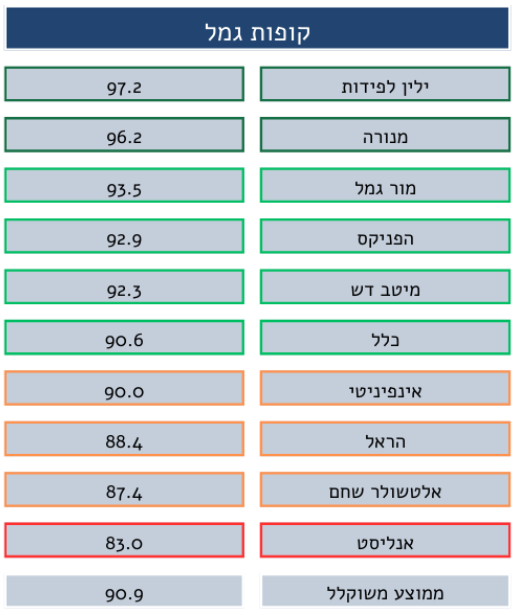 קופות גמל
ילין לפידות 97.2
מנורה 96.2
מור גמל 93.5
הפניקס 92.9
מיטב דש 92.3
כלל 90.6
אינפיניטי 90.0
הראל 88.4
אלטשולר שחם 87.4
אנליסט 83.0
ממוצע משוקלל 90.9